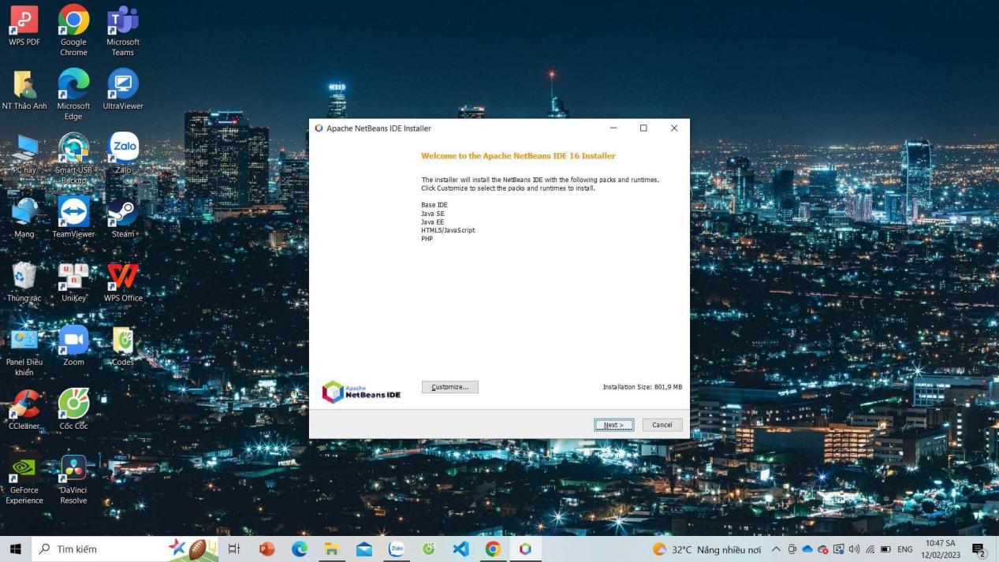 WPS PDF
Google
Chrome
Microsoft
Teams
NT Thảo Anh
Microsoft
Edge
UltraViewer
PC này
Smart USB
Backup
Zalo
Zalo
Mạng
TeamViewer
Steam
Thùng rác
UniKey
WPS Office
Panel Điều
khiển
Zoom
Codes
CCleaner
Cốc Cốc
GeForce
Experience
DaVinci
Resolve
Apache NetBeans IDE Installer
Welcome to the Apache NetBeans IDE 16 Installer
The installer will install the NetBeans IDE with the following packs and runtimes.
Click Customize to select the packs and runtimes to install.
Base IDE
Java SE
Java EE
HTML5/JavaScript
PHP
Apache
NetBeans IDE
Customize...
Installation Size: 801,9 MB
Next >
Cancel
Tìm kiếm
Zalo
32°C Nắng nhiều nơi
ENG
10:47 SA
12/02/2023
2